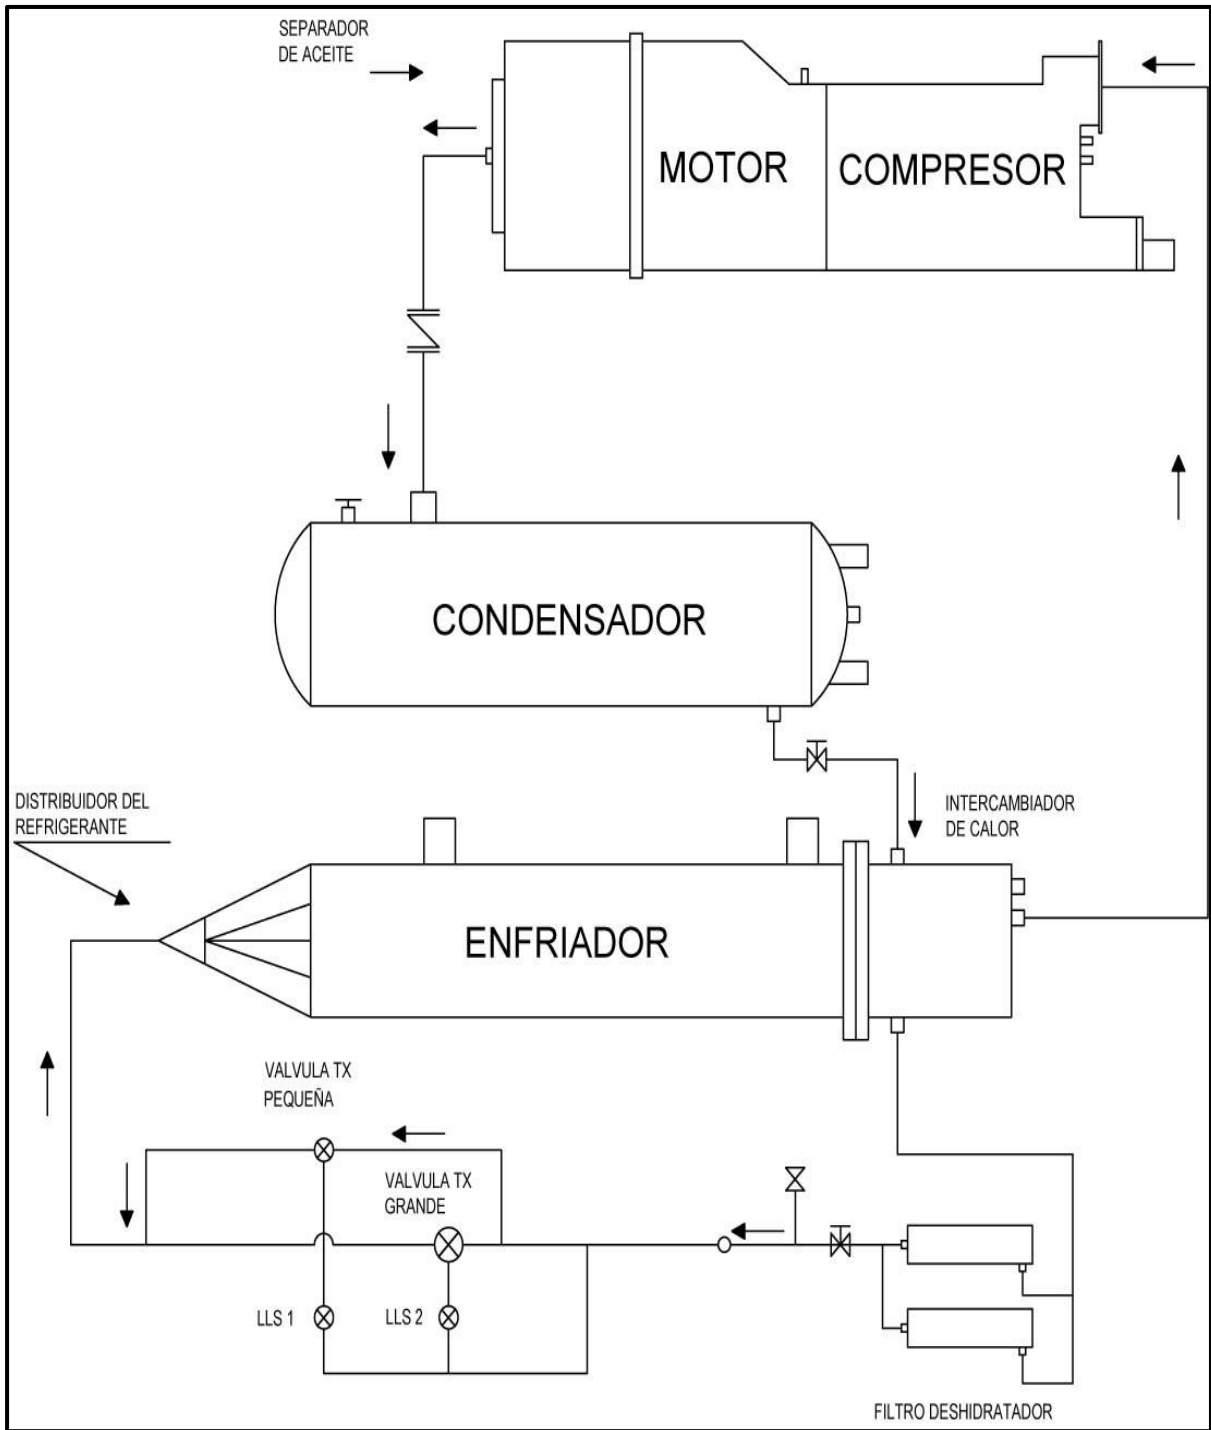 SEPARADOR
DE ACEITE
MOTOR
COMPRESOR
CONDENSADOR
DISTRIBUIDOR DEL
REFRIGERANTE
INTERCAMBIADOR
DE CALOR
ENFRIADOR
VALVULA TX
PEQUEÑA
VALVULA TX
GRANDE
LLS 1
LLS 2
FILTRO DESHIDRATADOR